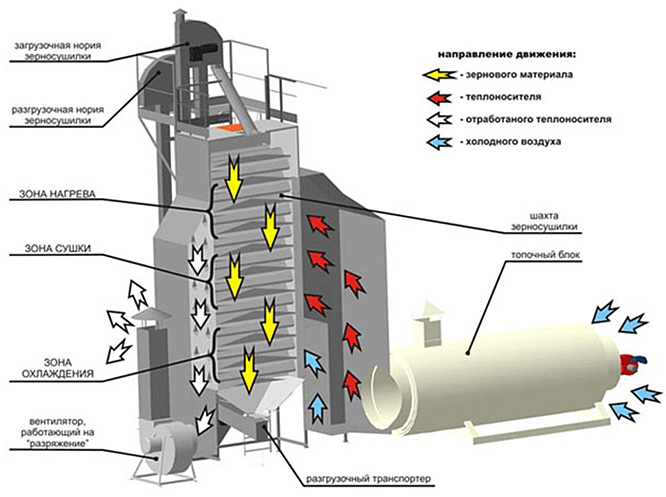 загрузочная нория
зерносушилки
разгрузочная нория
зерносушилки
ЗОНА НАГРЕВА
ЗОНА СУШКИ
ЗОНА
ОХЛАЖДЕНИЯ
вентилятор,
работающий на
"разряжение"
направление движения:
- зернового материала
- теплоносителя
- отработаного теплоносителя
- холодного воздуха
шахта
зерносушилки
топочный блок
разгрузочный транспортер